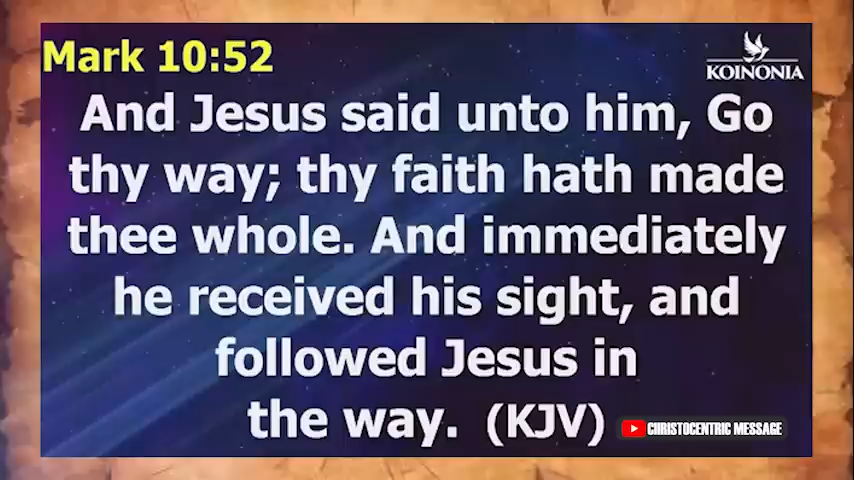 Mark 10:52
KOINONIA
And Jesus said unto him, Go
thy way; thy faith hath made
thee whole. And immediately
he received his sight, and
followed Jesus in
the way. (KJV)
CHRISTOCENTRIC MESSAGE